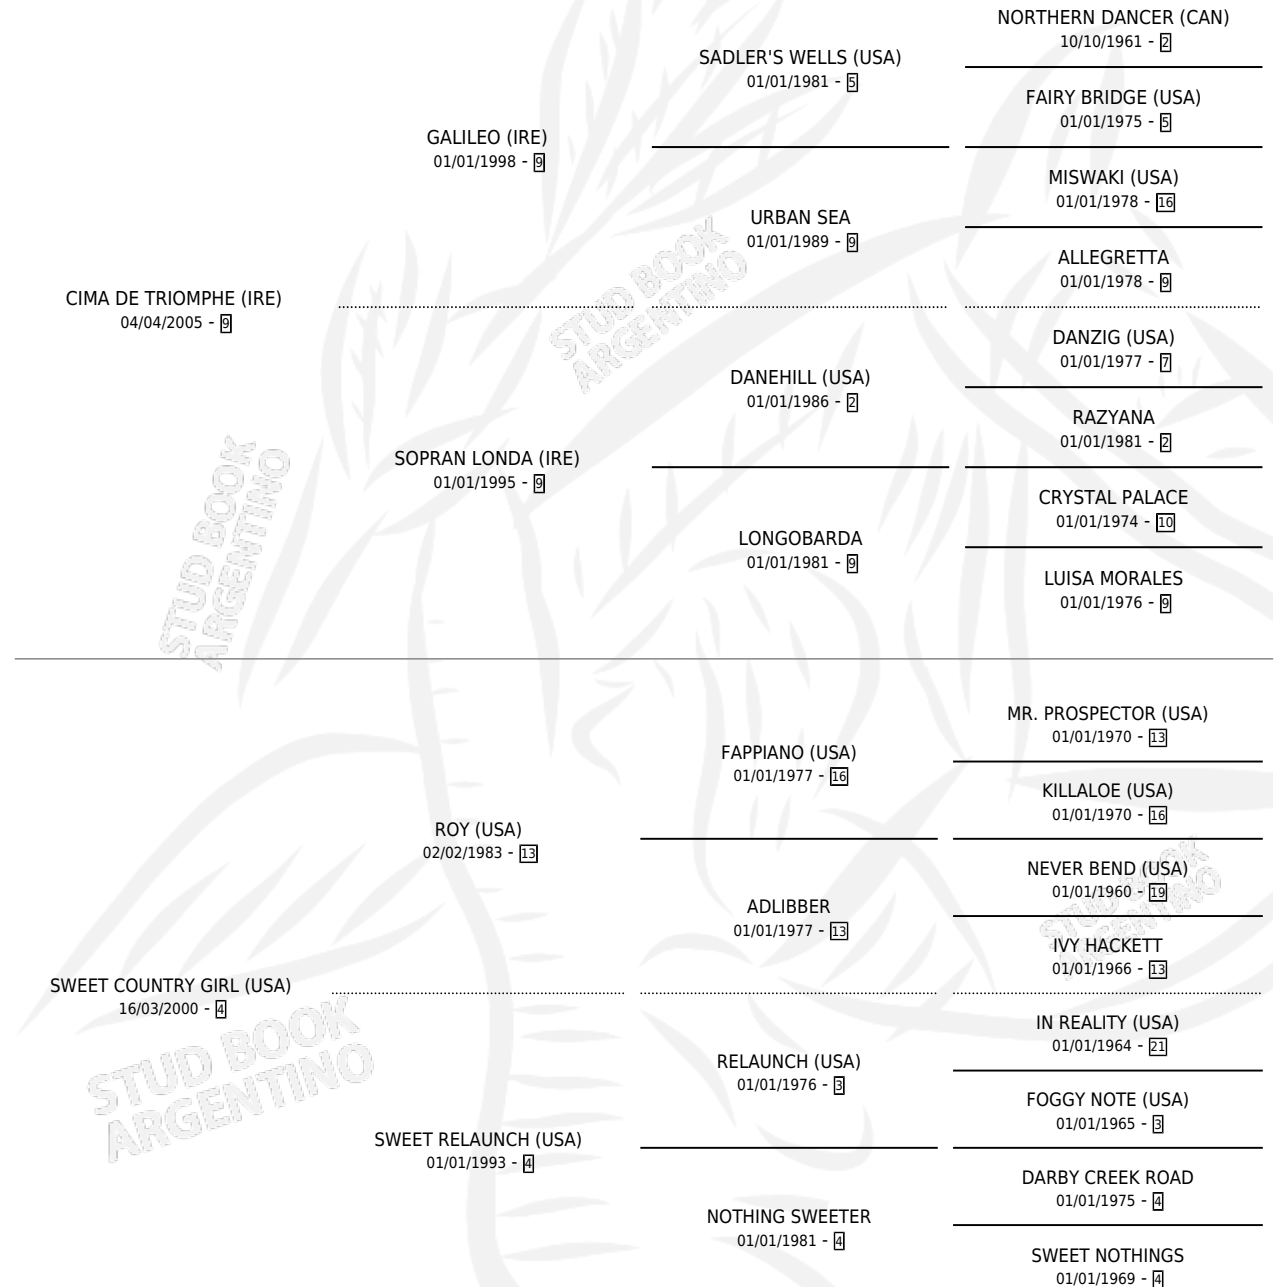 NORTHERN DANCER (CAN)
10/10/1961 - 2
SADLER'S WELLS (USA)
01/01/1981 - 5
FAIRY BRIDGE (USA)
01/01/1975 - 5
GALILEO (IRE)
01/01/1998 - 9
MISWAKI (USA)
01/01/1978 - 16
URBAN SEA
01/01/1989 - 9
ALLEGRETTA
01/01/1978 - 9
CIMA DE TRIOMPHE (IRE)
04/04/2005 - 9
DANZIG (USA)
01/01/1977 - 7
DANEHILL (USA)
01/01/1986 - 2
RAZYANA
01/01/1981 - 2
SOPRAN LONDA (IRE)
01/01/1995 - 9
CRYSTAL PALACE
01/01/1974 - 10
LONGOBARDA
01/01/1981 - 9
LUISA MORALES
01/01/1976 - 9
MR. PROSPECTOR (USA)
01/01/1970 - 13
FAPPIANO (USA)
01/01/1977 - 16
KILLALOE (USA)
01/01/1970 - 16
ROY (USA)
02/02/1983 - 13
NEVER BEND (USA)
01/01/1960 - 19
ADLIBBER
01/01/1977 - 13
IVY HACKETT
01/01/1966 - 13
SWEET COUNTRY GIRL (USA)
16/03/2000 - 4
IN REALITY (USA)
01/01/1964 - 21
RELAUNCH (USA)
01/01/1976 - 3
FOGGY NOTE (USA)
01/01/1965 - 3
SWEET RELAUNCH (USA)
01/01/1993 - 4
DARBY CREEK ROAD
01/01/1975 - 4
NOTHING SWEETER
01/01/1981 - 4
SWEET NOTHINGS
01/01/1969 - 4
STUD BOOK
ARGENTINO
STUD BOOK
ARGENTINO
STUD BOOK
ARGENTINO
STUD BOOK
ARGENTINO